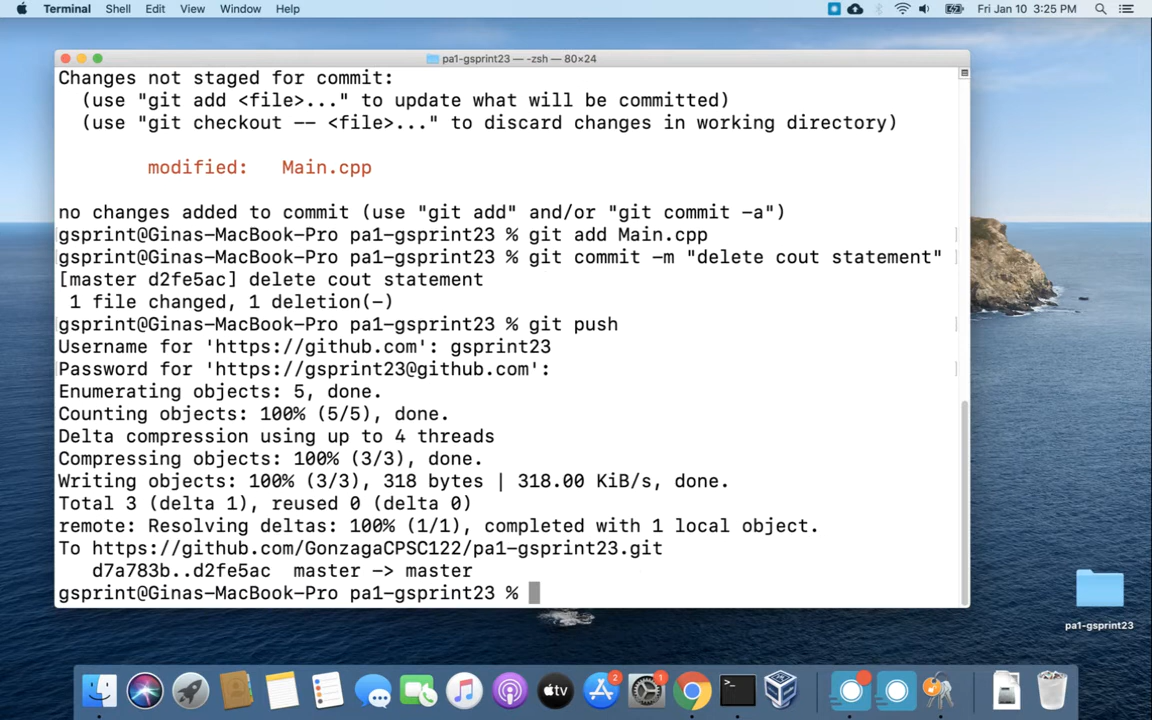 Terminal Shell Edit View Window Help Fri Jan 10 3:25 PM
pa1-gsprint23 — -zsh — 80×24
Changes not staged for commit:
(use "git add <file>..." to update what will be committed)
(use "git checkout -- <file>..." to discard changes in working directory)
modified: Main.cpp
no changes added to commit (use "git add" and/or "git commit -a")
gsprint@Ginas-MacBook-Pro pa1-gsprint23 % git add Main.cpp
gsprint@Ginas-MacBook-Pro pa1-gsprint23 % git commit -m "delete cout statement"
[master d2fe5ac] delete cout statement
1 file changed, 1 deletion(-)
gsprint@Ginas-MacBook-Pro pa1-gsprint23 % git push
Username for 'https://github.com': gsprint23
Password for 'https://gsprint23@github.com':
Enumerating objects: 5, done.
Counting objects: 100% (5/5), done.
Delta compression using up to 4 threads
Compressing objects: 100% (3/3), done.
Writing objects: 100% (3/3), 318 bytes | 318.00 KiB/s, done.
Total 3 (delta 1), reused 0 (delta 0)
remote: Resolving deltas: 100% (1/1), completed with 1 local object.
To https://github.com/GonzagaCPSC122/pa1-gsprint23.git
d7a783b..d2fe5ac master -> master
gsprint@Ginas-MacBook-Pro pa1-gsprint23 %
pa1-gsprint23
tv
2
1
>_